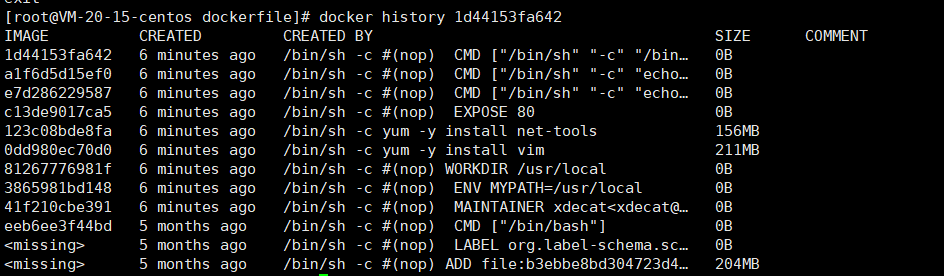 exit
[root@VM-20-15-centos dockerfile]# docker history 1d44153fa642
IMAGE CREATED CREATED BY SIZE COMMENT
1d44153fa642 6 minutes ago /bin/sh -c #(nop)  CMD ["/bin/sh" "-c" "/bin… 0B
a1f6d5d15ef0 6 minutes ago /bin/sh -c #(nop)  CMD ["/bin/sh" "-c" "echo… 0B
e7d286229587 6 minutes ago /bin/sh -c #(nop)  CMD ["/bin/sh" "-c" "echo… 0B
c13de9017ca5 6 minutes ago /bin/sh -c #(nop)  EXPOSE 80 0B
123c08bde8fa 6 minutes ago /bin/sh -c yum -y install net-tools 156MB
0dd980ec70d0 6 minutes ago /bin/sh -c yum -y install vim 211MB
81267776981f 6 minutes ago /bin/sh -c #(nop) WORKDIR /usr/local 0B
3865981bd148 6 minutes ago /bin/sh -c #(nop)  ENV MYPATH=/usr/local 0B
41f210cbe391 6 minutes ago /bin/sh -c #(nop)  MAINTAINER xdecat<xdecat@… 0B
eeb6ee3f44bd 5 months ago /bin/sh -c #(nop)  CMD ["/bin/bash"] 0B
<missing> 5 months ago /bin/sh -c #(nop)  LABEL org.label-schema.sc… 0B
<missing> 5 months ago /bin/sh -c #(nop) ADD file:b3ebbe8bd304723d4… 204MB